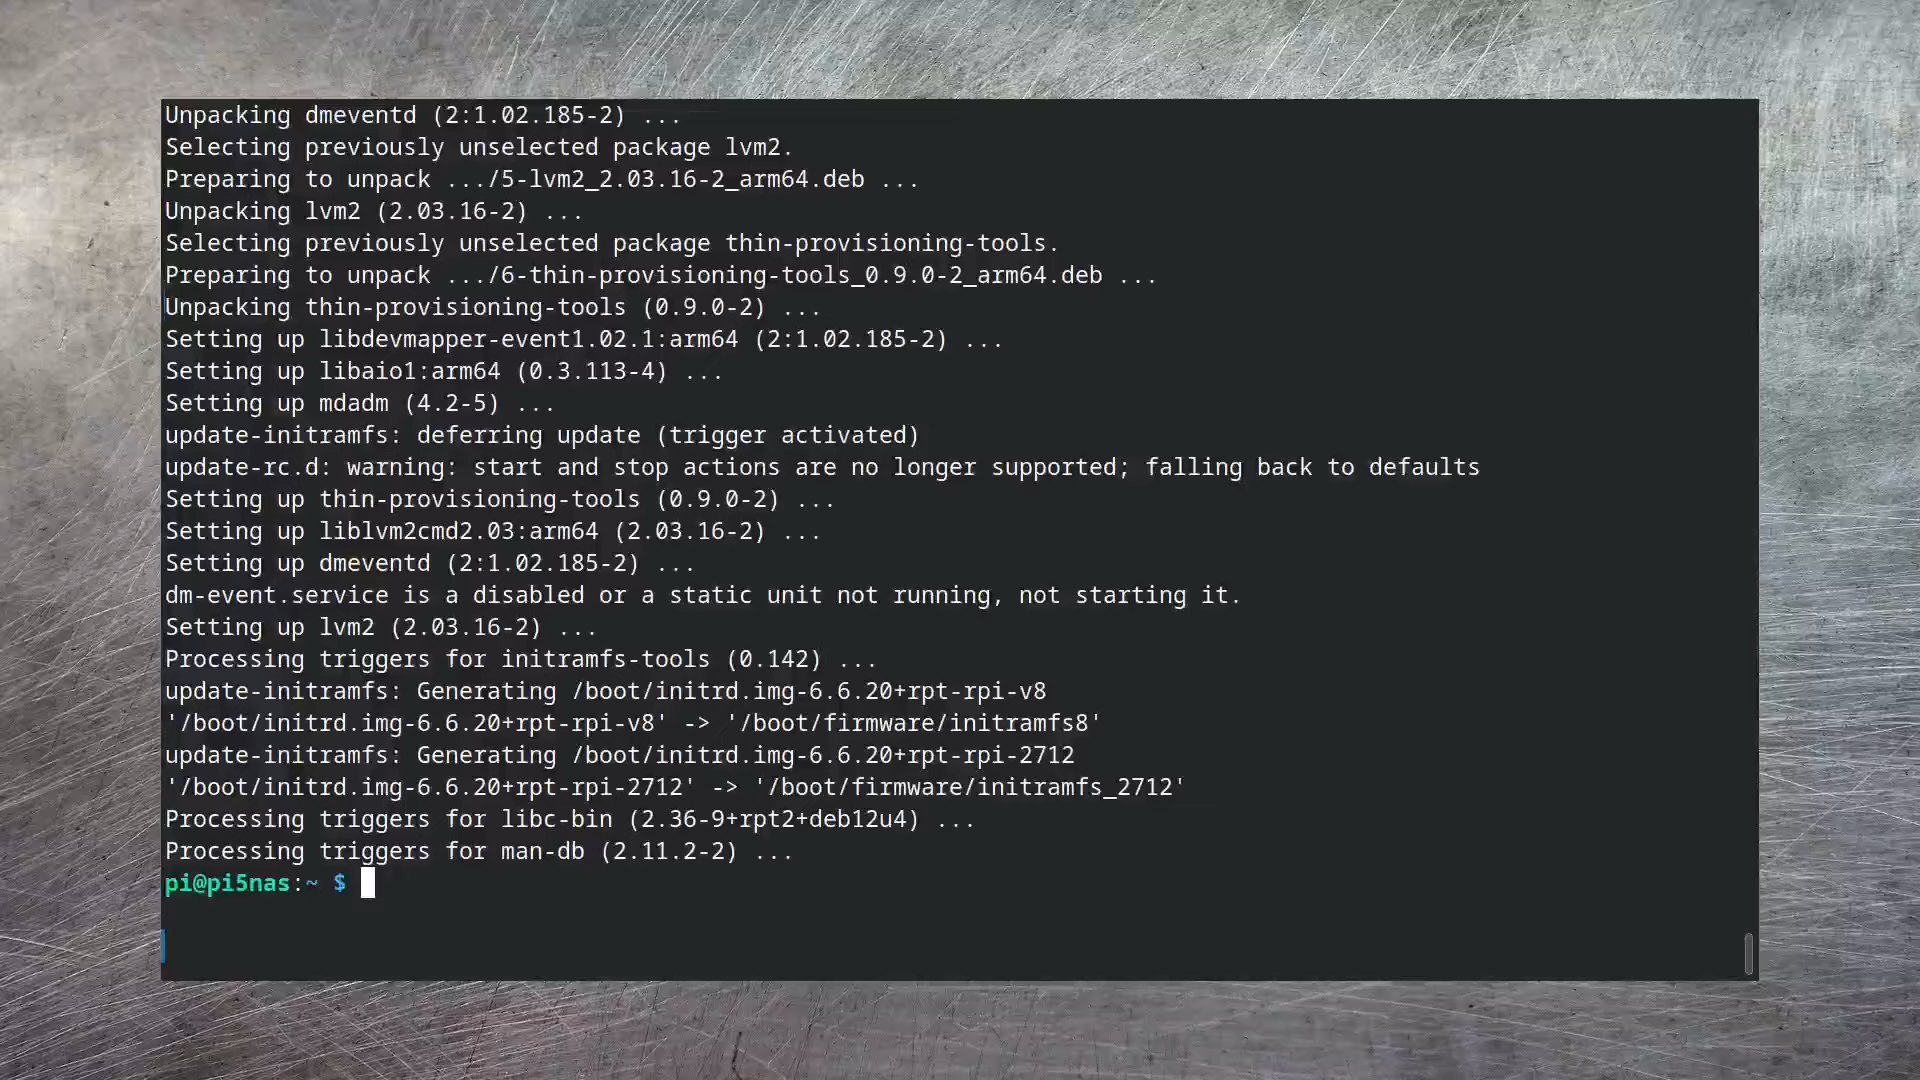 Unpacking dmeventd (2:1.02.185-2) ...
Selecting previously unselected package lvm2.
Preparing to unpack .../5-lvm2_2.03.16-2_arm64.deb ...
Unpacking lvm2 (2.03.16-2) ...
Selecting previously unselected package thin-provisioning-tools.
Preparing to unpack .../6-thin-provisioning-tools_0.9.0-2_arm64.deb ...
Unpacking thin-provisioning-tools (0.9.0-2) ...
Setting up libdevmapper-event1.02.1:arm64 (2:1.02.185-2) ...
Setting up libaio1:arm64 (0.3.113-4) ...
Setting up mdadm (4.2-5) ...
update-initramfs: deferring update (trigger activated)
update-rc.d: warning: start and stop actions are no longer supported; falling back to defaults
Setting up thin-provisioning-tools (0.9.0-2) ...
Setting up liblvm2cmd2.03:arm64 (2.03.16-2) ...
Setting up dmeventd (2:1.02.185-2) ...
dm-event.service is a disabled or a static unit not running, not starting it.
Setting up lvm2 (2.03.16-2) ...
Processing triggers for initramfs-tools (0.142) ...
update-initramfs: Generating /boot/initrd.img-6.6.20+rpt-rpi-v8
'/boot/initrd.img-6.6.20+rpt-rpi-v8' -> '/boot/firmware/initramfs8'
update-initramfs: Generating /boot/initrd.img-6.6.20+rpt-rpi-2712
'/boot/initrd.img-6.6.20+rpt-rpi-2712' -> '/boot/firmware/initramfs_2712'
Processing triggers for libc-bin (2.36-9+rpt2+deb12u4) ...
Processing triggers for man-db (2.11.2-2) ...
pi@pi5nas:~ $